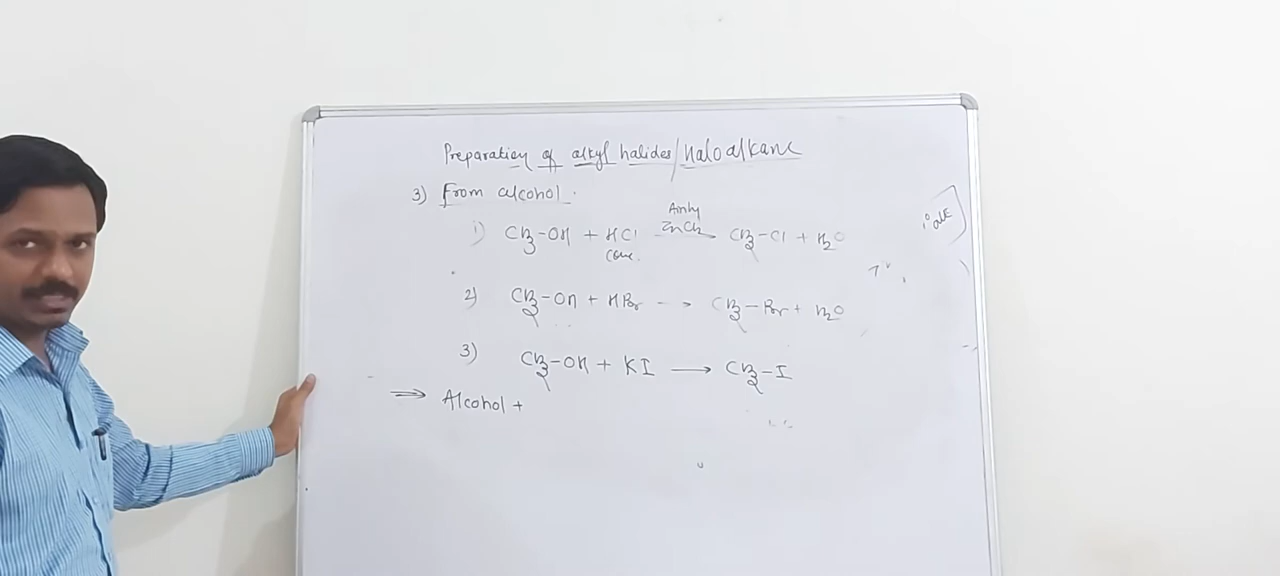 Preparation of alkyl halides/Haloalkane
3) From alcohol.
1) CH3-OH + HCl Conc. Anhy ZnCl2 → CH3-Cl + H2O
2) CH3-OH + HBr → CH3-Br + H2O
3) CH3-OH + KI → CH3-I
⇒ Alcohol +